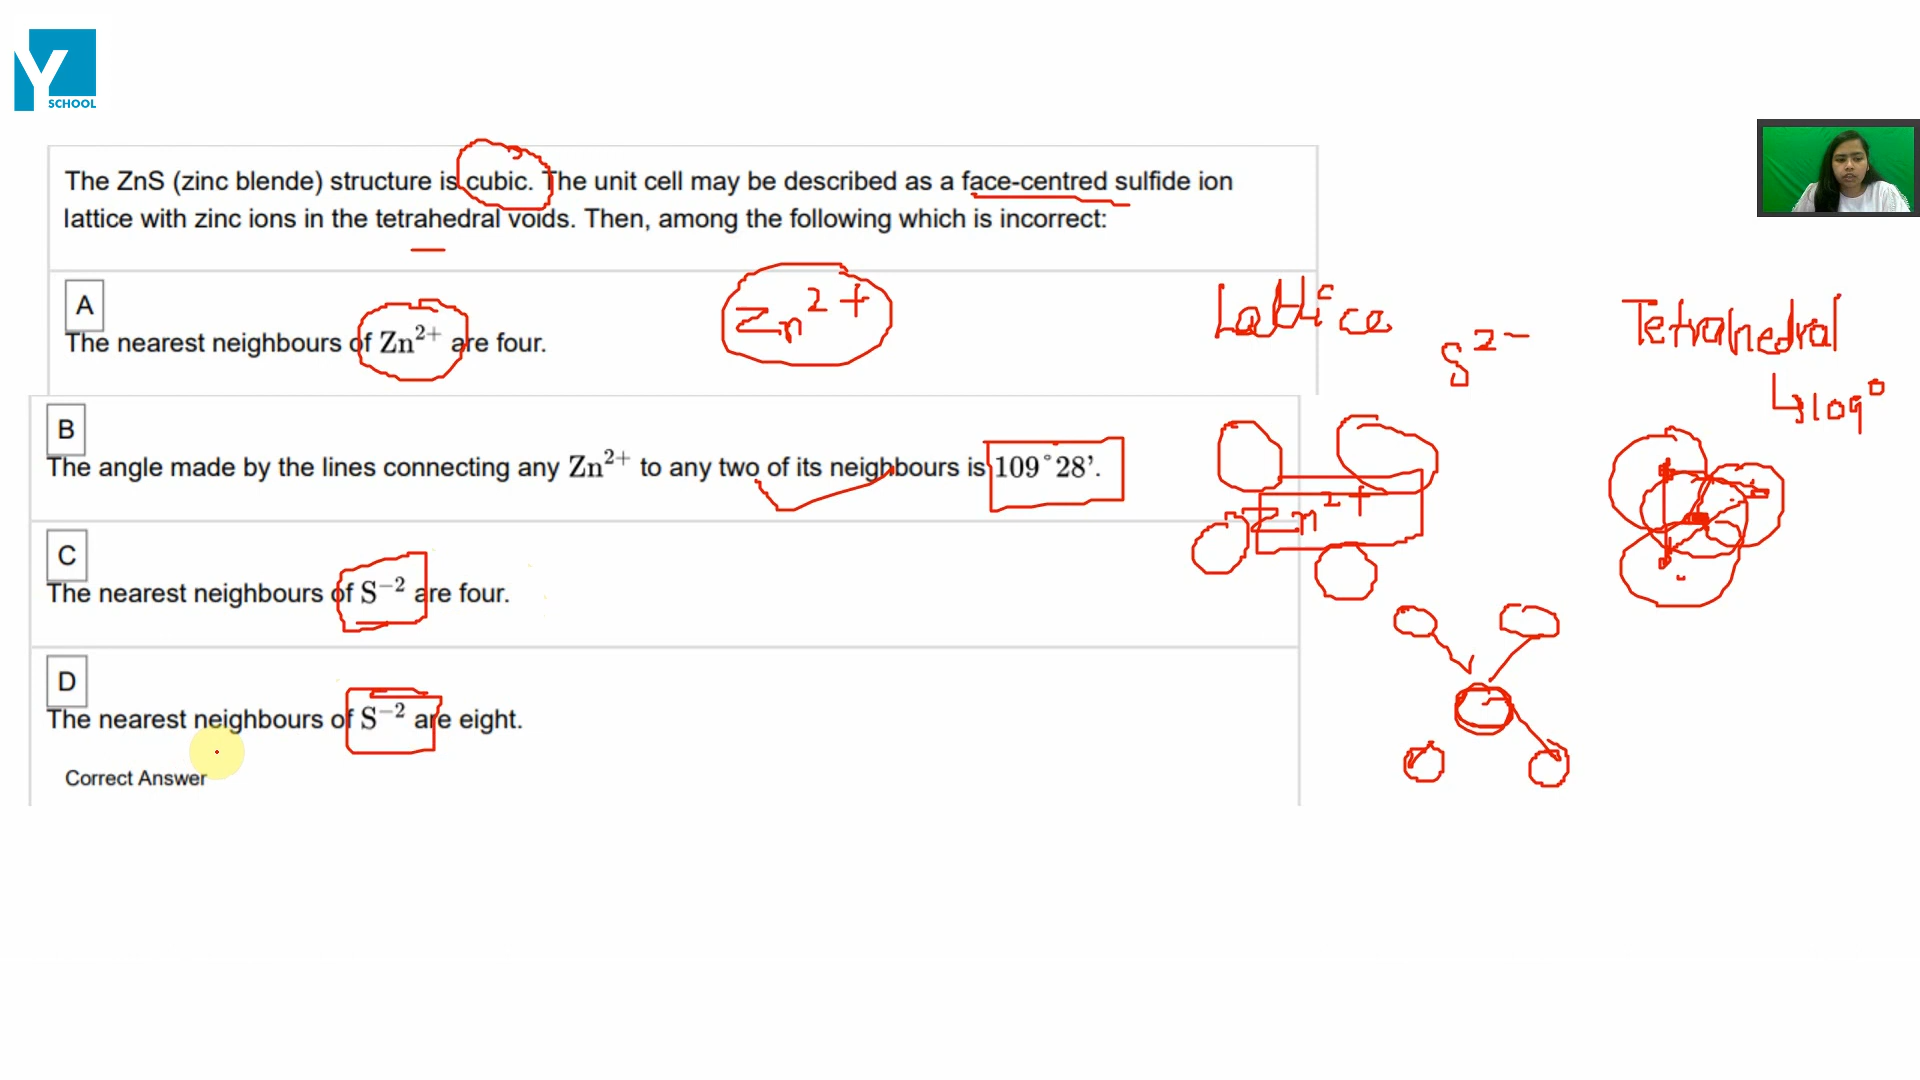 Y SCHOOL
The ZnS (zinc blende) structure is cubic. The unit cell may be described as a face-centred sulfide ion
lattice with zinc ions in the tetrahedral voids. Then, among the following which is incorrect:
A
The nearest neighbours of Zn²⁺ are four.
Zn²⁺
Lattice
S²⁻
Tetrahedral
↳109°
B
The angle made by the lines connecting any Zn²⁺ to any two of its neighbours is 109°28’.
Zn²⁺
C
The nearest neighbours of S⁻² are four.
D
The nearest neighbours of S⁻² are eight.
Correct Answer